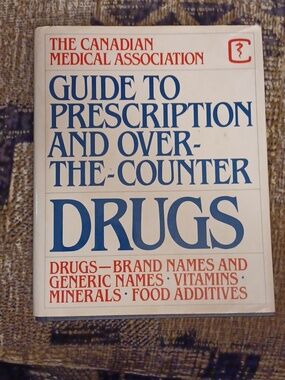 THE CANADIAN
MEDICAL ASSOCIATION
GUIDE TO
PRESCRIPTION
AND OVER-
THE-COUNTER
DRUGS
DRUGS—BRAND NAMES AND
GENERIC NAMES · VITAMINS ·
MINERALS · FOOD ADDITIVES